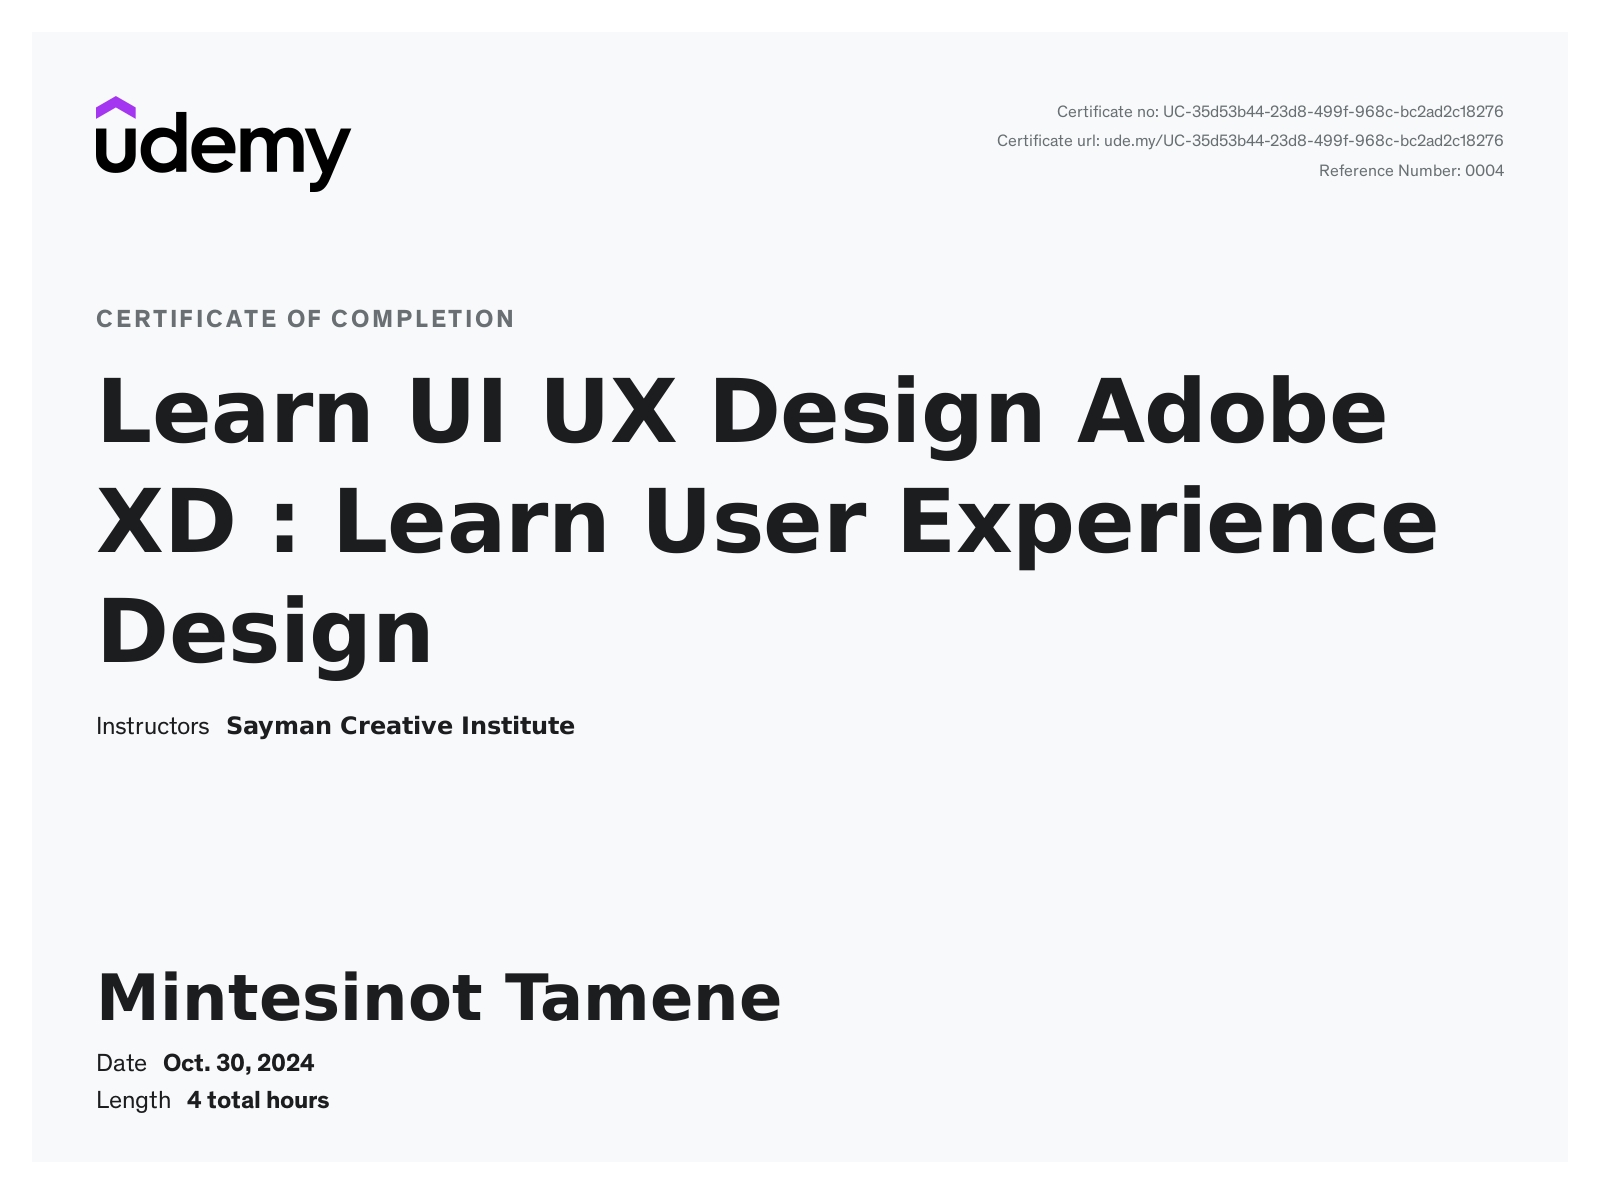 udemy
Certificate no: UC-35d53b44-23d8-499f-968c-bc2ad2c18276
Certificate url: ude.my/UC-35d53b44-23d8-499f-968c-bc2ad2c18276
Reference Number: 0004
CERTIFICATE OF COMPLETION
Learn UI UX Design Adobe
XD : Learn User Experience
Design
Instructors Sayman Creative Institute
Mintesinot Tamene
Date Oct. 30, 2024
Length 4 total hours